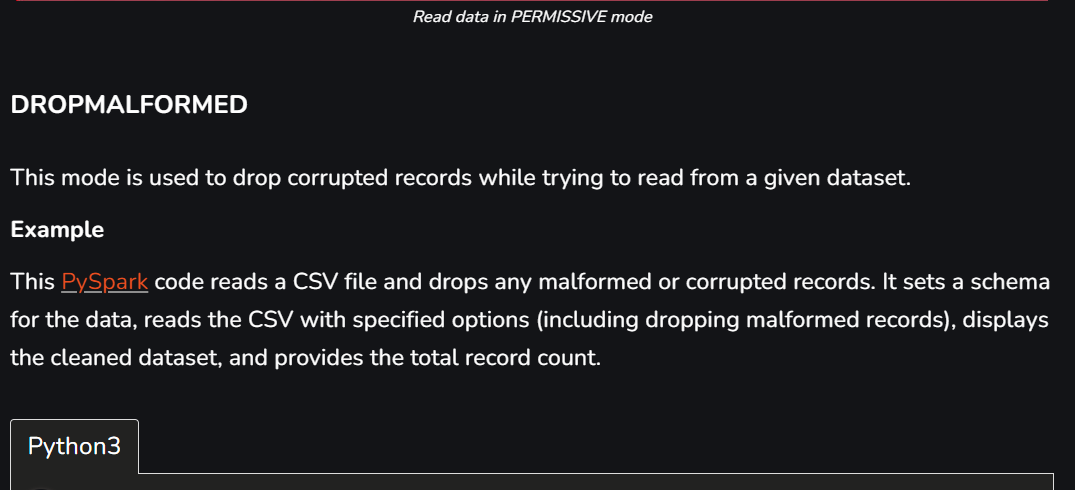 Read data in PERMISSIVE mode
DROPMALFORMED
This mode is used to drop corrupted records while trying to read from a given dataset.
Example
This PySpark code reads a CSV file and drops any malformed or corrupted records. It sets a schema
for the data, reads the CSV with specified options (including dropping malformed records), displays
the cleaned dataset, and provides the total record count.
Python3